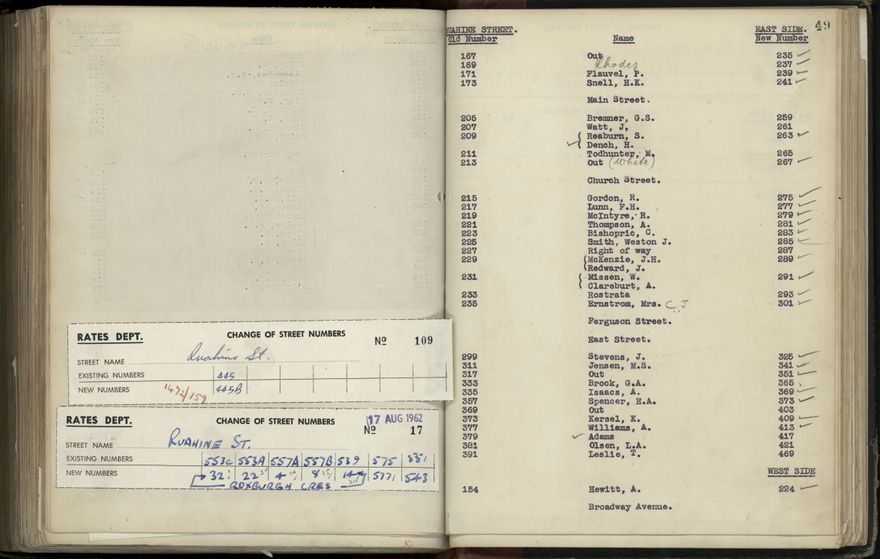 RATES DEPT. CHANGE OF STREET NUMBERS Nº 109
STREET NAME Ruahine St.
EXISTING NUMBERS 445
NEW NUMBERS 445B
RATES DEPT. CHANGE OF STREET NUMBERS 17 AUG 1962
Nº 17
STREET NAME RUAHINE ST.
EXISTING NUMBERS 553C 553A 557A 557B 575
NEW NUMBERS 32 22 4 8 571 543
ROXBURGH CRES
RUAHINE STREET. EAST SIDE. 49
Old Number Name New Number
167 Out 235
169 Rhodes 237
171 Flauvel, P. 239
173 Snell, H.K. 241
Main Street.
205 Bremner, G.S. 259
207 Watt, J. 261
209 Reaburn, S. 263
Dench, H.
211 Todhunter, M. 265
213 Out (White) 267
Church Street.
215 Gordon, R. 275
217 Lunn, F.H. 277
219 McIntyre, R. 279
221 Thompson, A. 281
223 Bishopric, C. 283
225 Smith, Weston J. 285
227 Right of way 287
229 McKenzie, J.H. 289
Redward, J.
231 Missen, W. 291
Clareburt, A.
233 Rostrata 293
235 Ernstrom, Mrs. C J 301
Ferguson Street.
East Street.
299 Stevens, J. 325
311 Jensen, M.S. 341
317 Out 351
333 Brook, G.A. 365
335 Isaacs, A. 369
357 Spencer, H.A. 373
369 Out 403
373 Kersel, K. 409
377 Williams, A. 413
379 Adams 417
381 Olsen, L.A. 421
391 Leslie, T. 469
WEST SIDE
154 Hewitt, A. 224
Broadway Avenue.